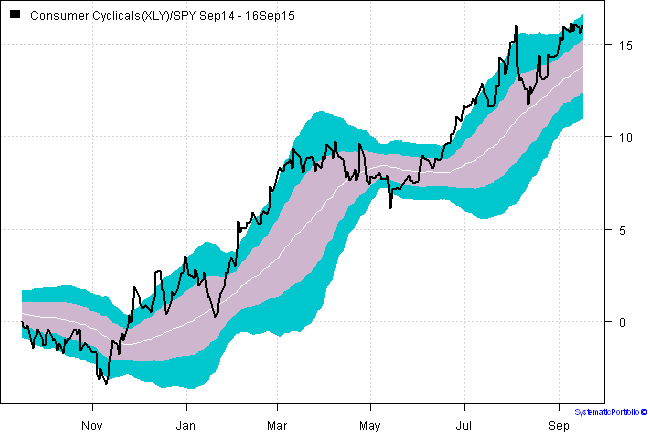 Consumer Cyclicals(XLY)/SPY Sep14 - 16Sep15
15
10
5
0
Nov Jan Mar May Jul Sep
SystematicPortfolio ©